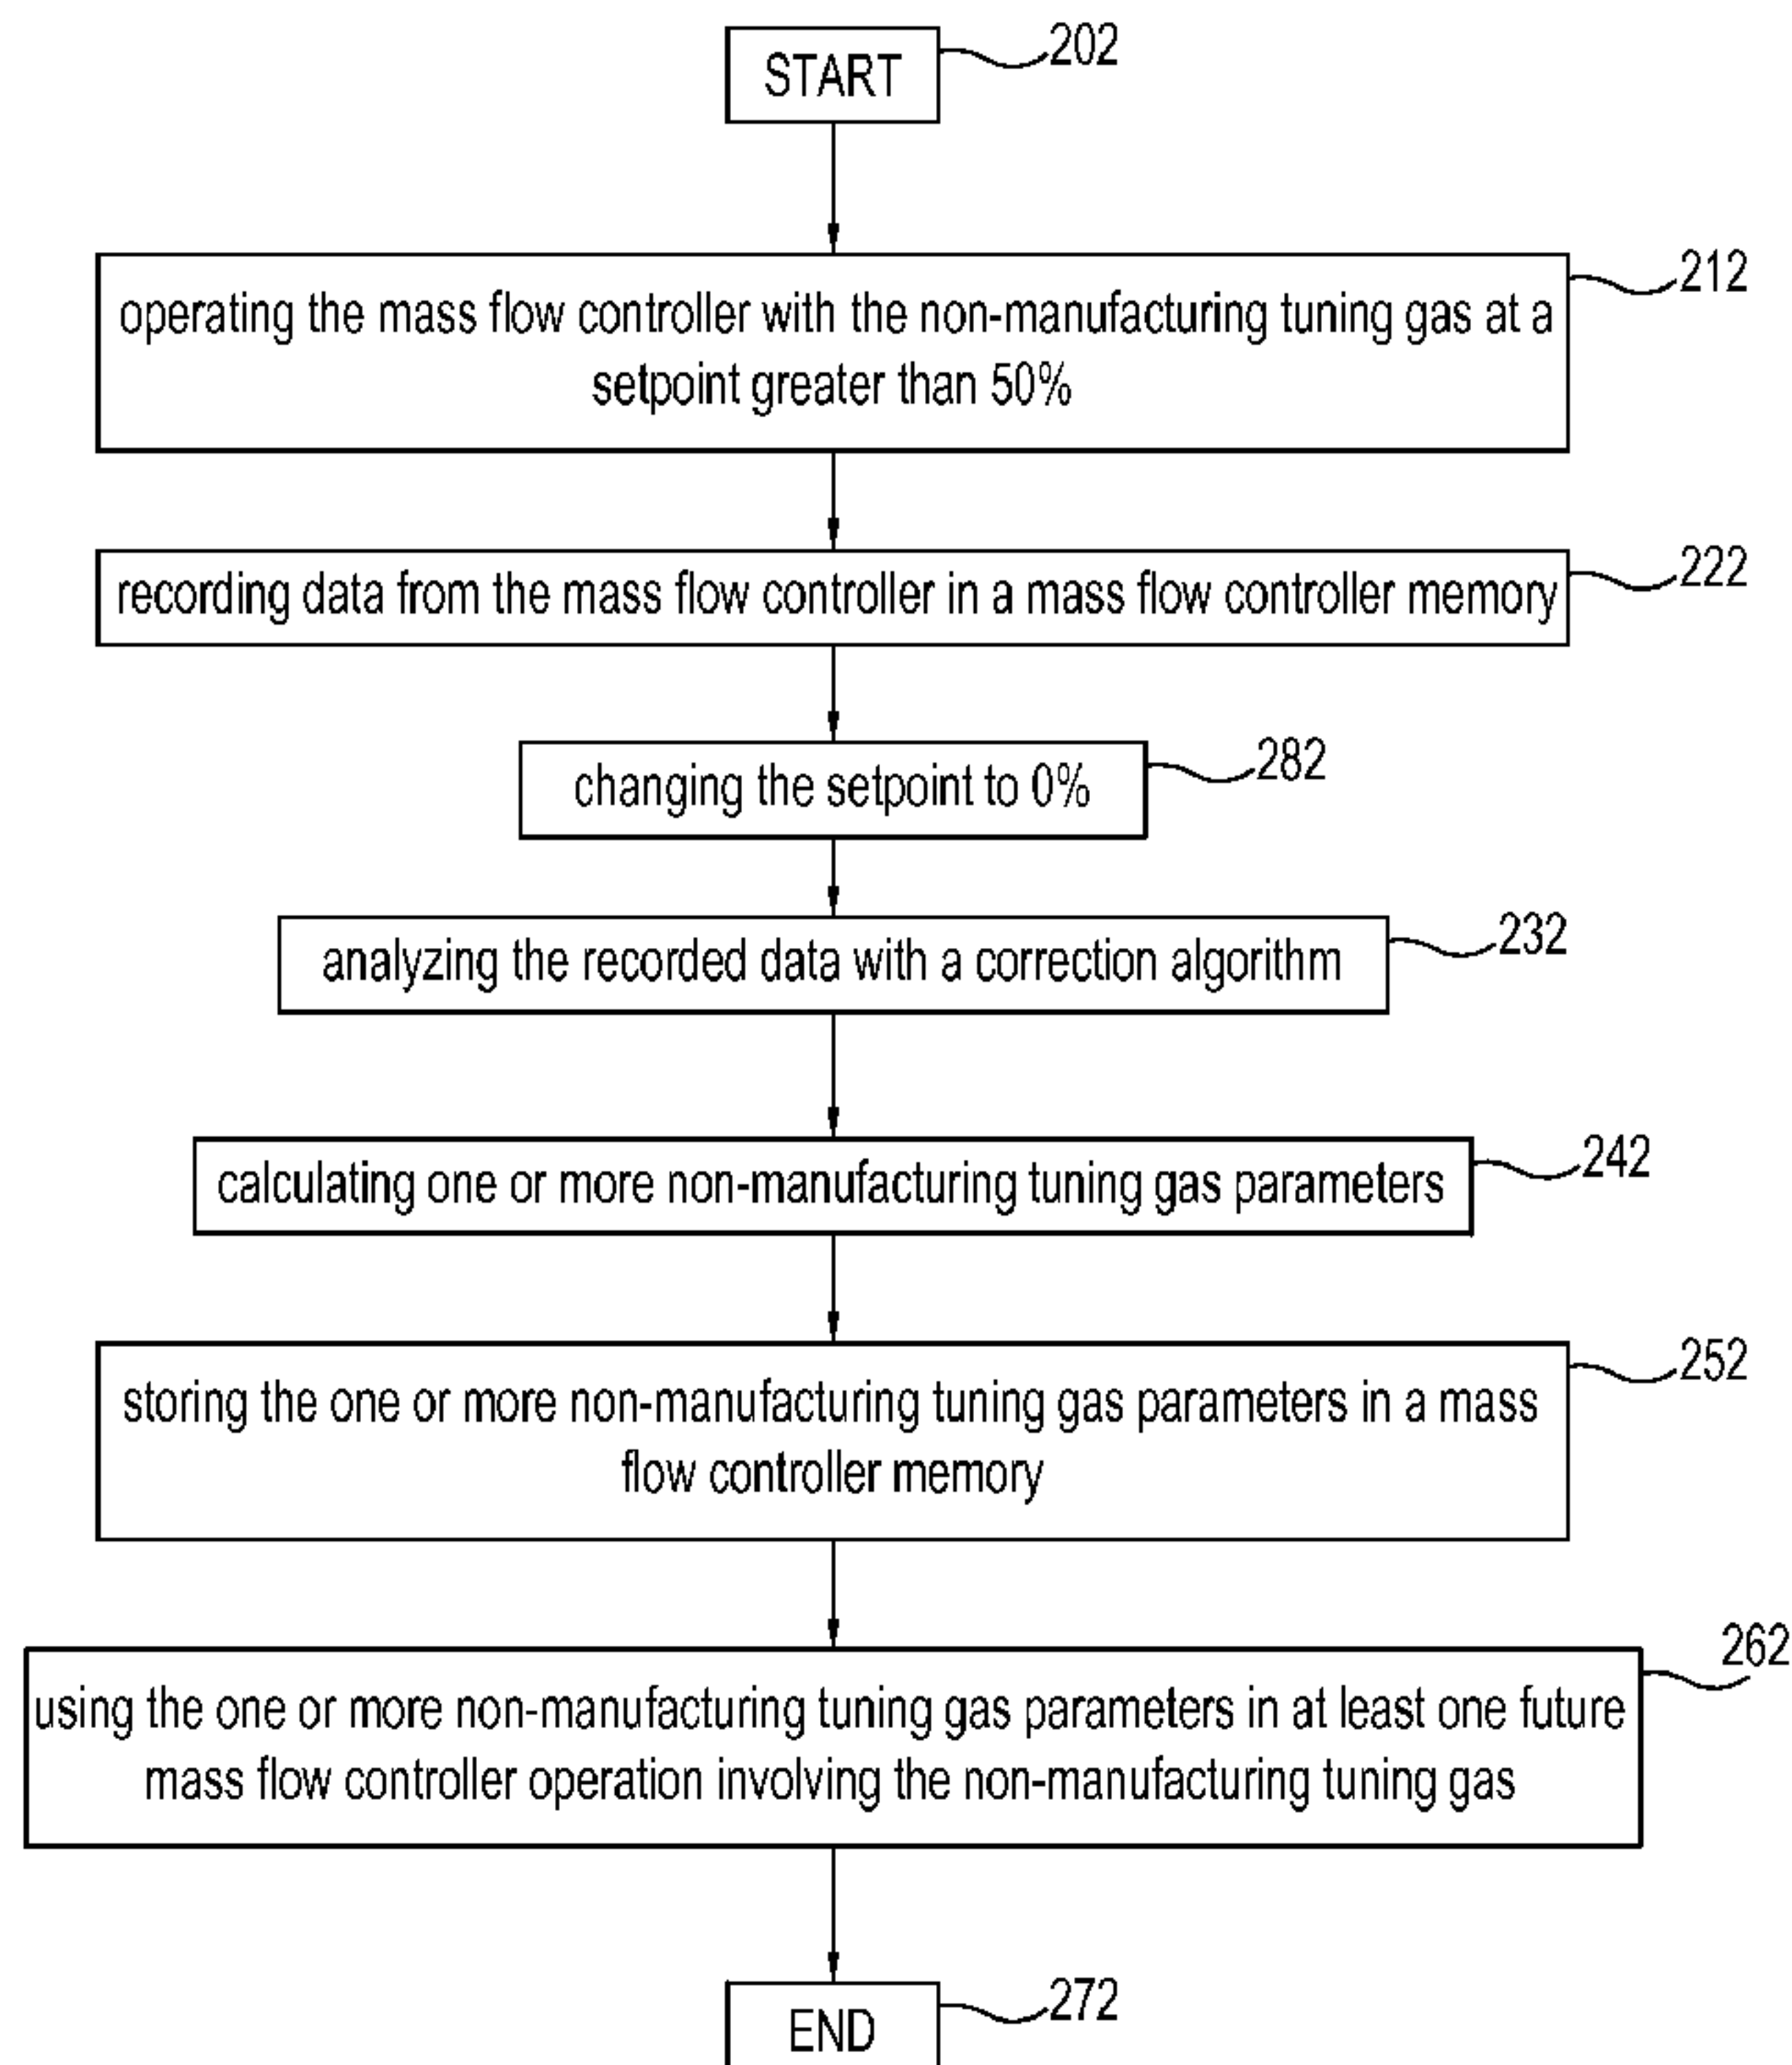 START
202
operating the mass flow controller with the non-manufacturing tuning gas at a
setpoint greater than 50%
212
recording data from the mass flow controller in a mass flow controller memory
222
changing the setpoint to 0%
282
analyzing the recorded data with a correction algorithm
232
calculating one or more non-manufacturing tuning gas parameters
242
storing the one or more non-manufacturing tuning gas parameters in a mass
flow controller memory
252
using the one or more non-manufacturing tuning gas parameters in at least one future
mass flow controller operation involving the non-manufacturing tuning gas
262
END
272